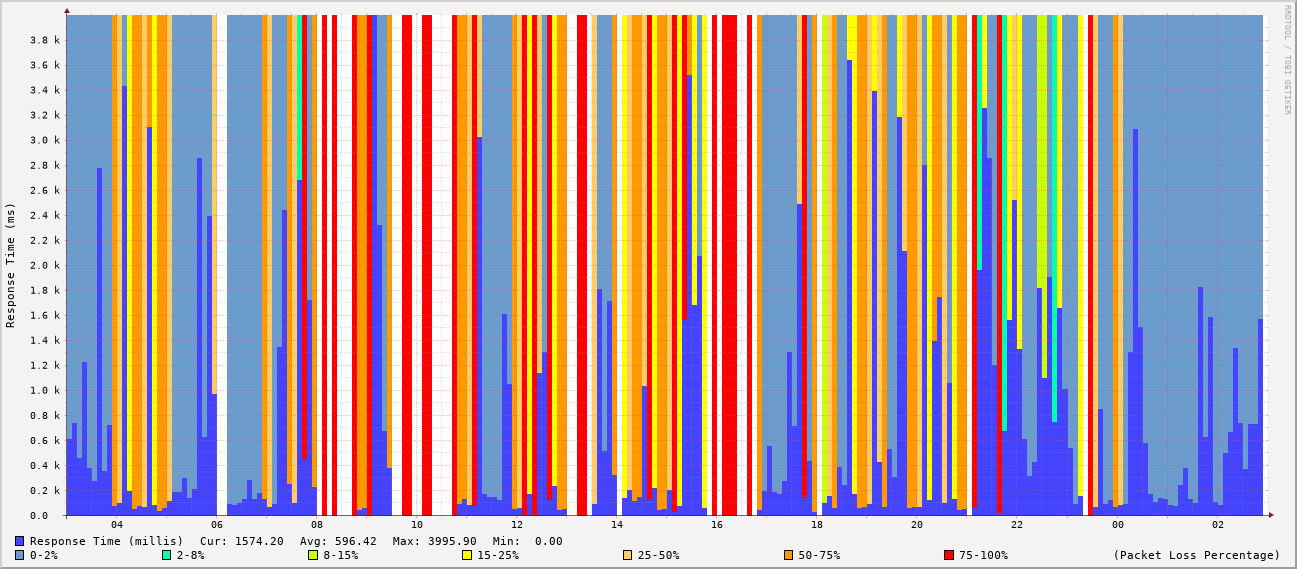 RRDTOOL / TOBI OETIKER
Response Time (ms)
3.8 k
3.6 k
3.4 k
3.2 k
3.0 k
2.8 k
2.6 k
2.4 k
2.2 k
2.0 k
1.8 k
1.6 k
1.4 k
1.2 k
1.0 k
0.8 k
0.6 k
0.4 k
0.2 k
0.0
04 06 08 10 12 14 16 18 20 22 00 02
Response Time (millis) Cur: 1574.20 Avg: 596.42 Max: 3995.90 Min: 0.00
0-2% 2-8% 8-15% 15-25% 25-50% 50-75% 75-100% (Packet Loss Percentage)